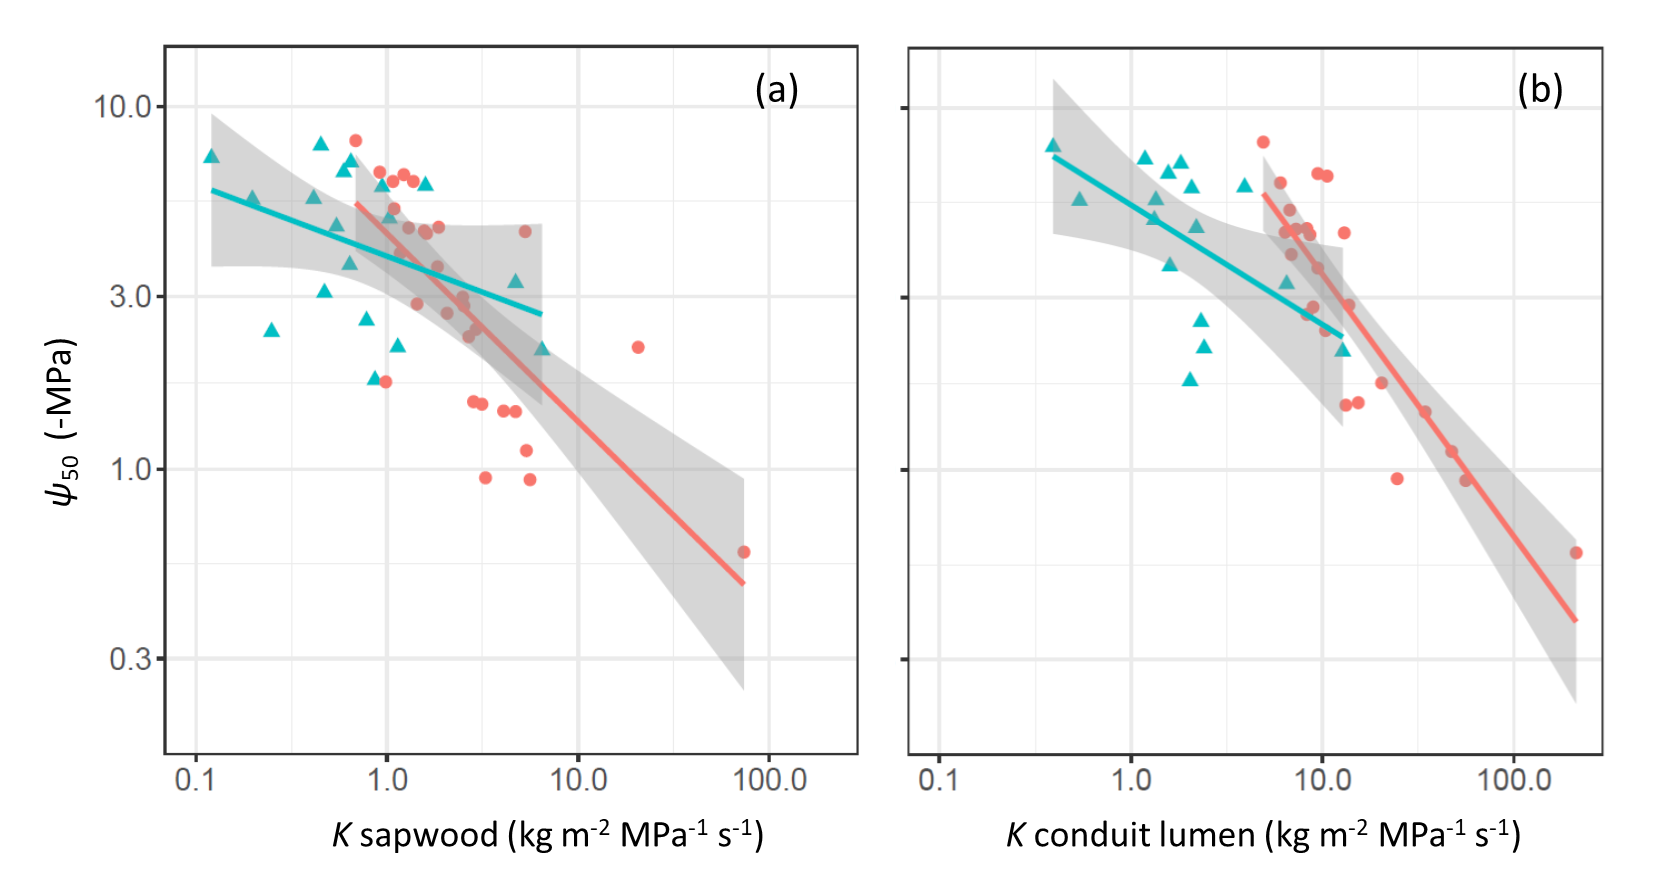 (a)
(b)
10.0
3.0
1.0
0.3
ψ50 (-MPa)
0.1 1.0 10.0 100.0
0.1 1.0 10.0 100.0
K sapwood (kg m-2 MPa-1 s-1)
K conduit lumen (kg m-2 MPa-1 s-1)